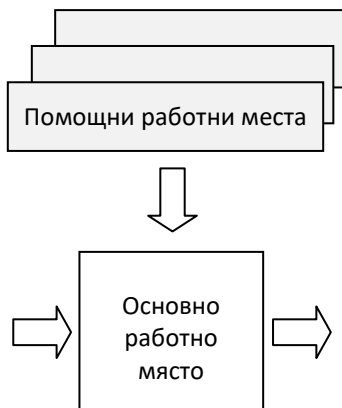 Помощни работни места
Основно
работно
място